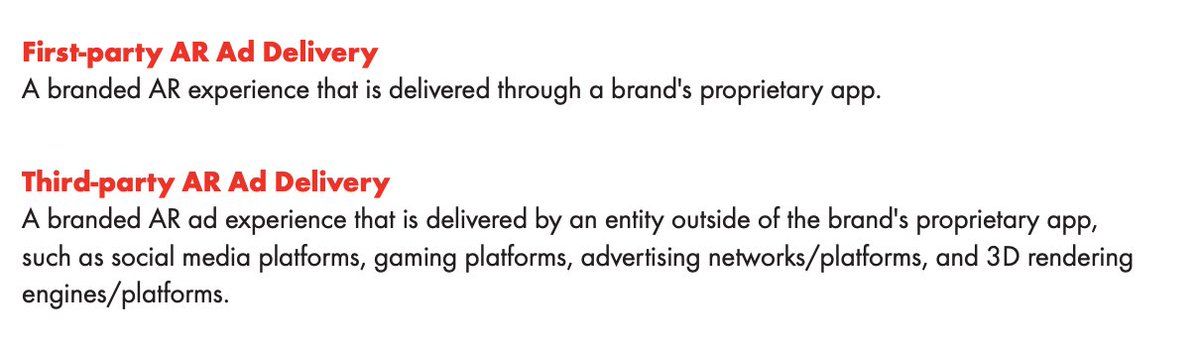 First-party AR Ad Delivery
A branded AR experience that is delivered through a brand's proprietary app.
Third-party AR Ad Delivery
A branded AR ad experience that is delivered by an entity outside of the brand's proprietary app,
such as social media platforms, gaming platforms, advertising networks/platforms, and 3D rendering
engines/platforms.